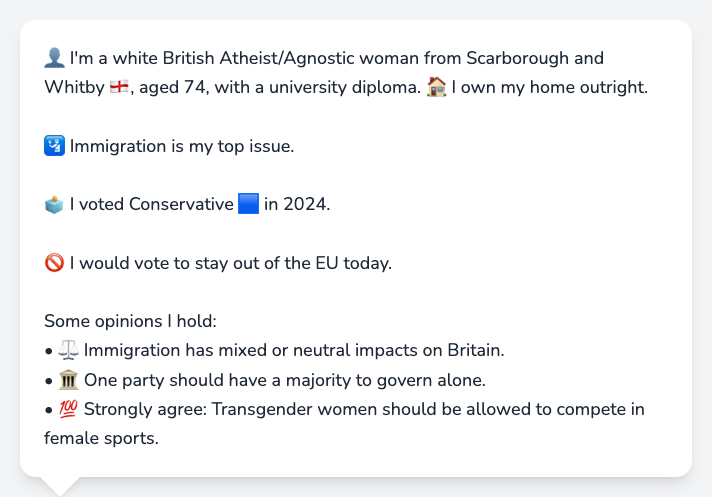 👤 I'm a white British Atheist/Agnostic woman from Scarborough and
Whitby 🏴󠁧󠁢󠁥󠁮󠁧󠁿, aged 74, with a university diploma. 🏠 I own my home outright.
🛂 Immigration is my top issue.
🗳️ I voted Conservative 🟦 in 2024.
🚫 I would vote to stay out of the EU today.
Some opinions I hold:
• ⚖️ Immigration has mixed or neutral impacts on Britain.
• 🏛️ One party should have a majority to govern alone.
• 💯 Strongly agree: Transgender women should be allowed to compete in
female sports.